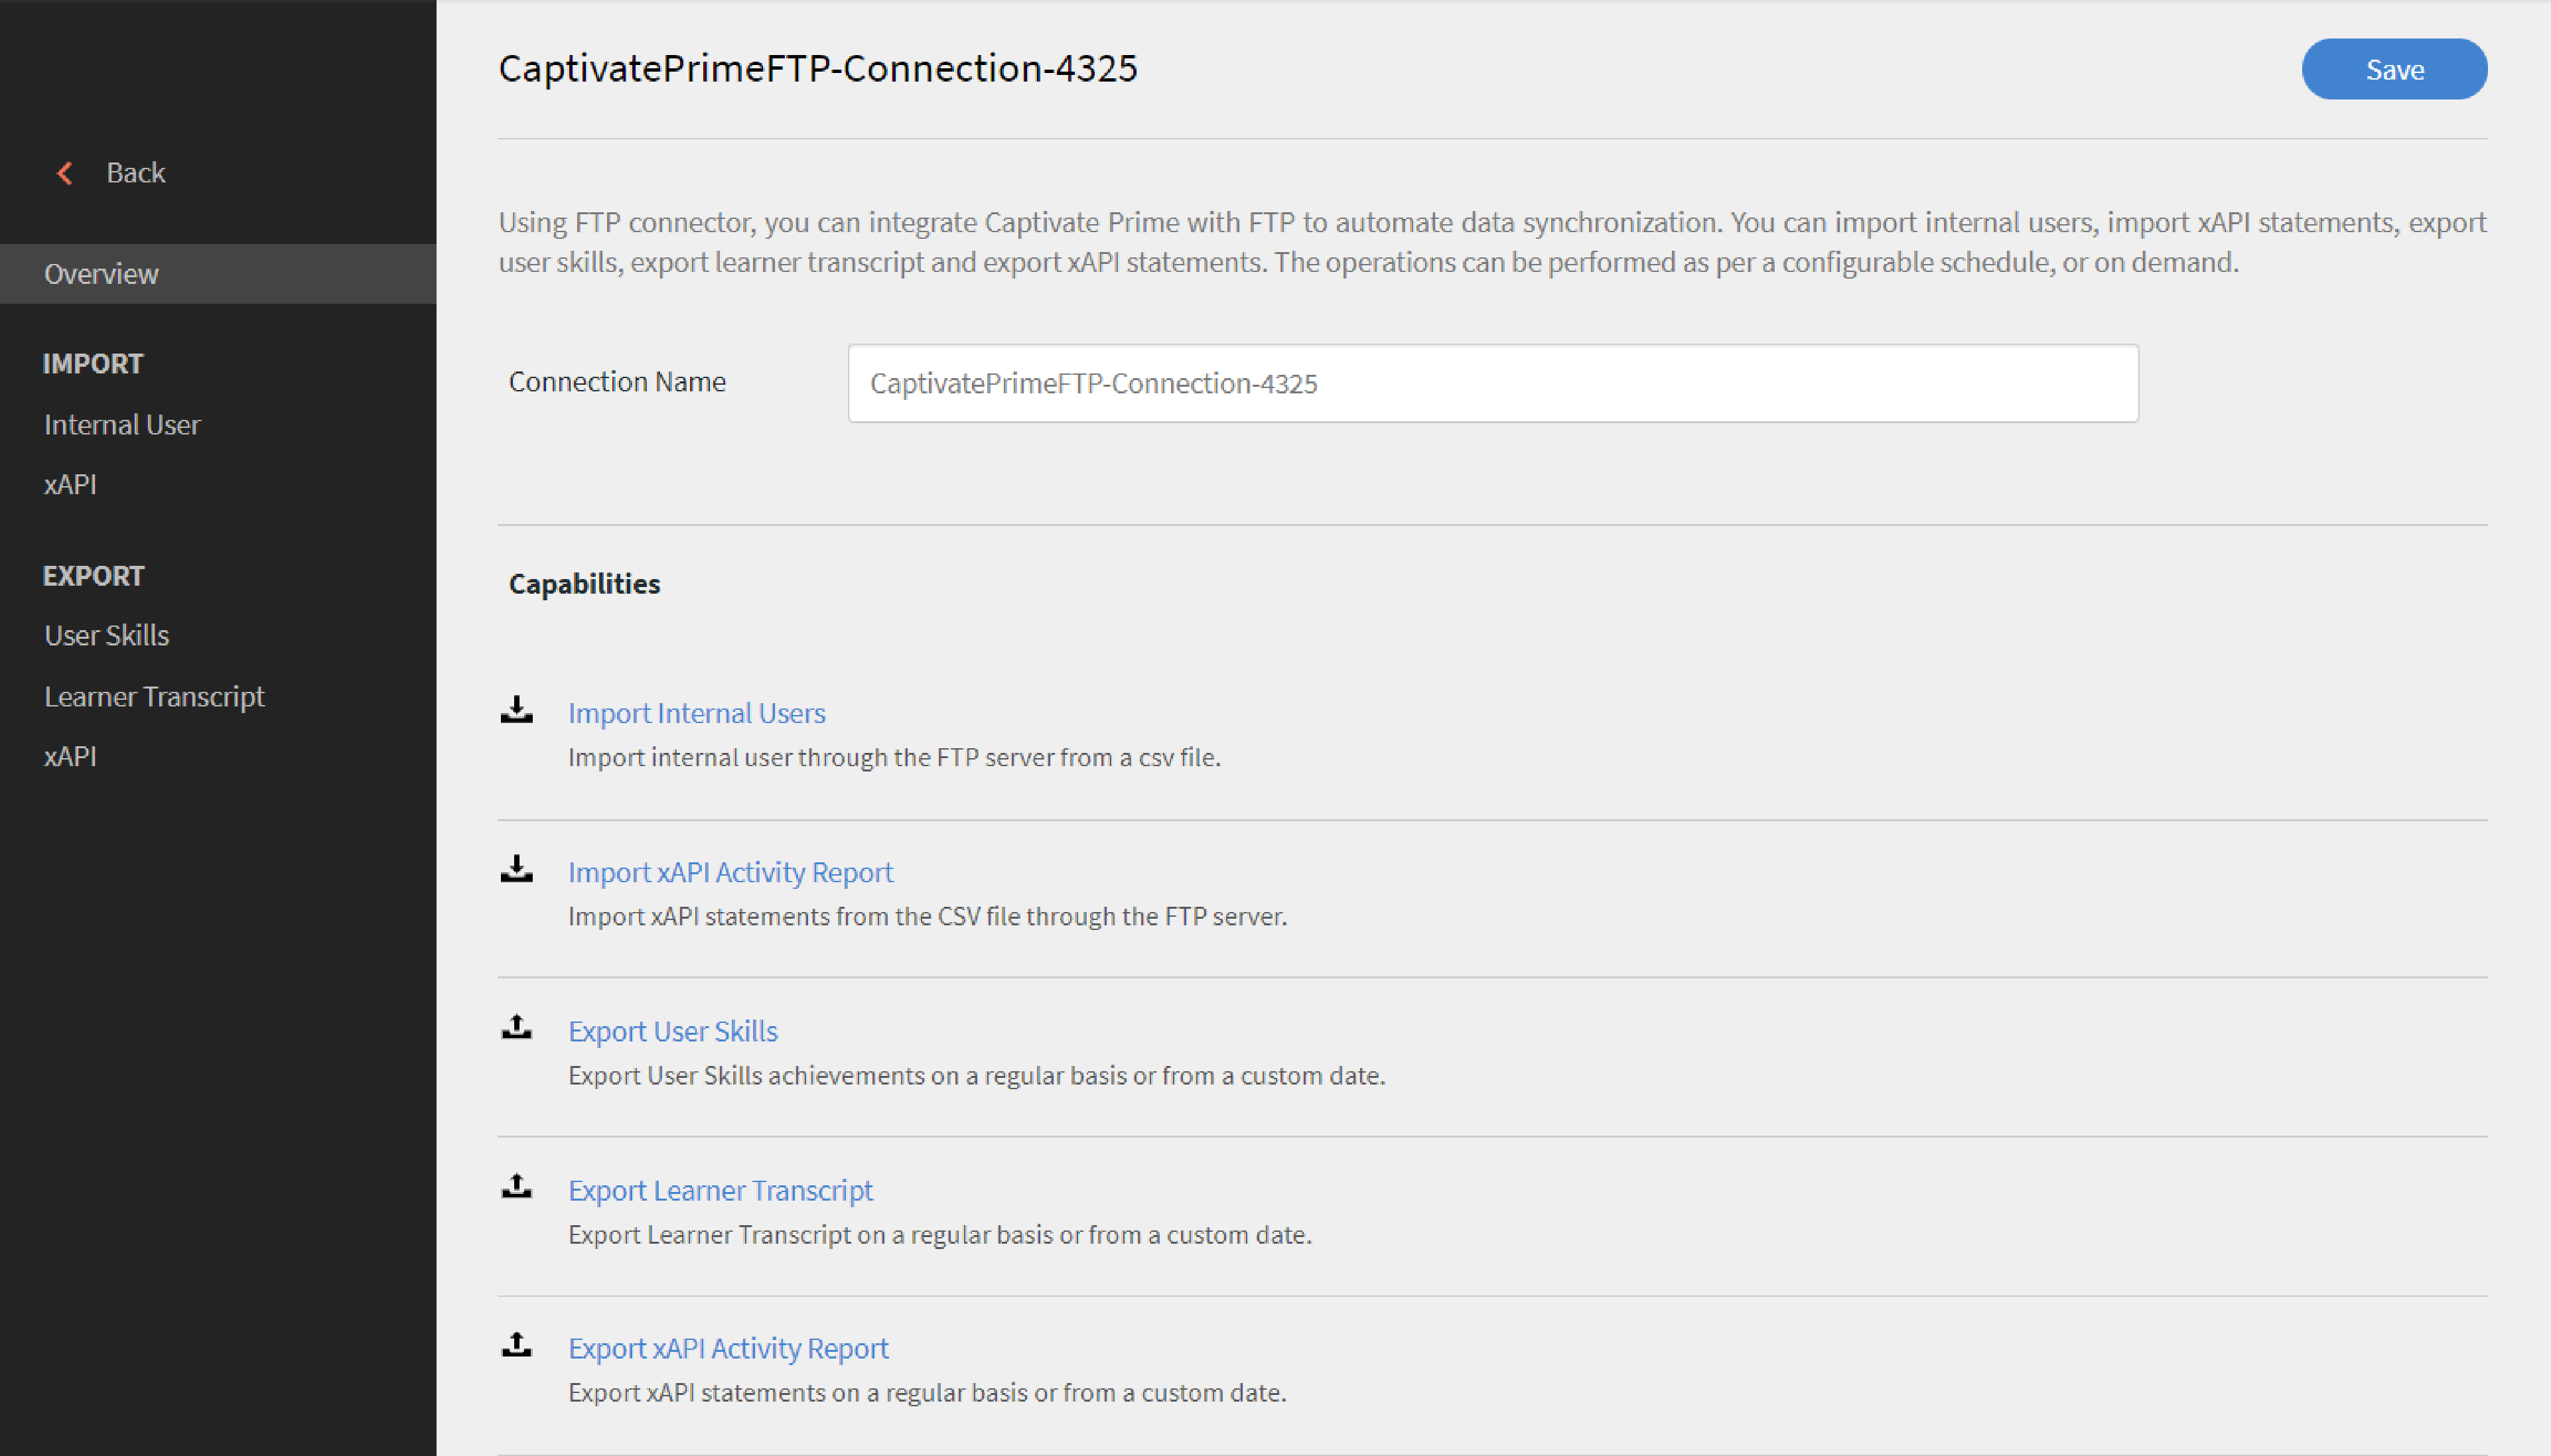 Back
Overview
IMPORT
Internal User
xAPI
EXPORT
User Skills
Learner Transcript
xAPI
CaptivatePrimeFTP-Connection-4325
Save
Using FTP connector, you can integrate Captivate Prime with FTP to automate data synchronization. You can import internal users, import xAPI statements, export
user skills, export learner transcript and export xAPI statements. The operations can be performed as per a configurable schedule, or on demand.
Connection Name
CaptivatePrimeFTP-Connection-4325
Capabilities
Import Internal Users
Import internal user through the FTP server from a csv file.
Import xAPI Activity Report
Import xAPI statements from the CSV file through the FTP server.
Export User Skills
Export User Skills achievements on a regular basis or from a custom date.
Export Learner Transcript
Export Learner Transcript on a regular basis or from a custom date.
Export xAPI Activity Report
Export xAPI statements on a regular basis or from a custom date.